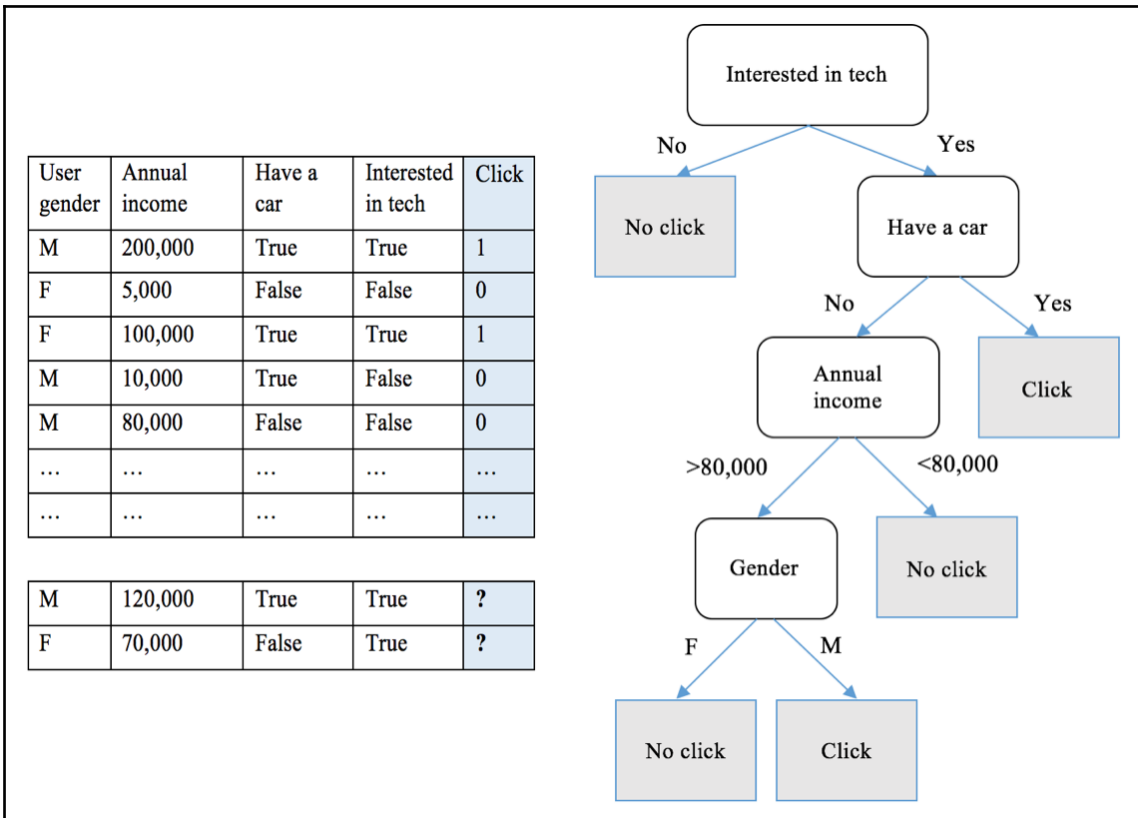 User gender Annual income Have a car Interested in tech Click
M 200,000 True True 1
F 5,000 False False 0
F 100,000 True True 1
M 10,000 True False 0
M 80,000 False False 0
... ... ... ... ...
... ... ... ... ...
M 120,000 True True ?
F 70,000 False True ?
Interested in tech
No Yes
No click
Have a car
No Yes
Annual
income
Click
>80,000 <80,000
Gender
No click
F M
No click
Click